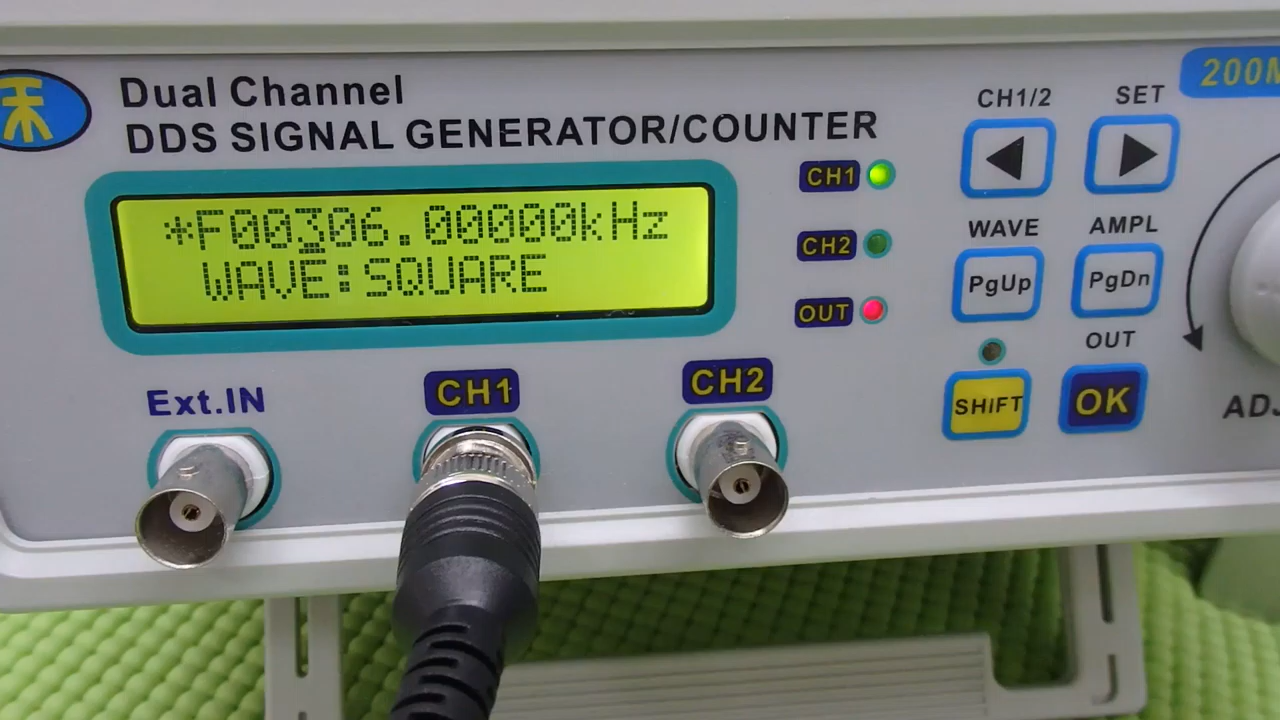 Dual Channel
DDS SIGNAL GENERATOR/COUNTER
200M
*F00306.00000kHz
WAVE:SQUARE
CH1
CH2
OUT
CH1/2
SET
WAVE
AMPL
PgUp
PgDn
OUT
SHIFT
OK
ADJ
Ext.IN
CH1
CH2